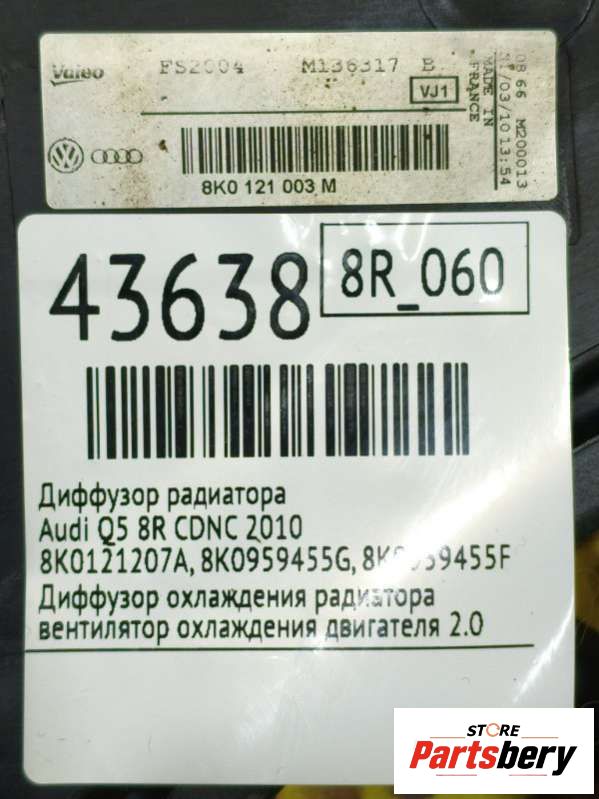 Valeo FS2004 M136317 B
VJ1
MADE IN
FRANCE
08 66 M200013
31/03/10 13:54
8K0 121 003 M
43638
8R_060
Диффузор радиатора
Audi Q5 8R CDNC 2010
8K0121207A, 8K0959455G, 8K0959455F
Диффузор охлаждения радиатора
вентилятор охлаждения двигателя 2.0
STORE
Partsbery